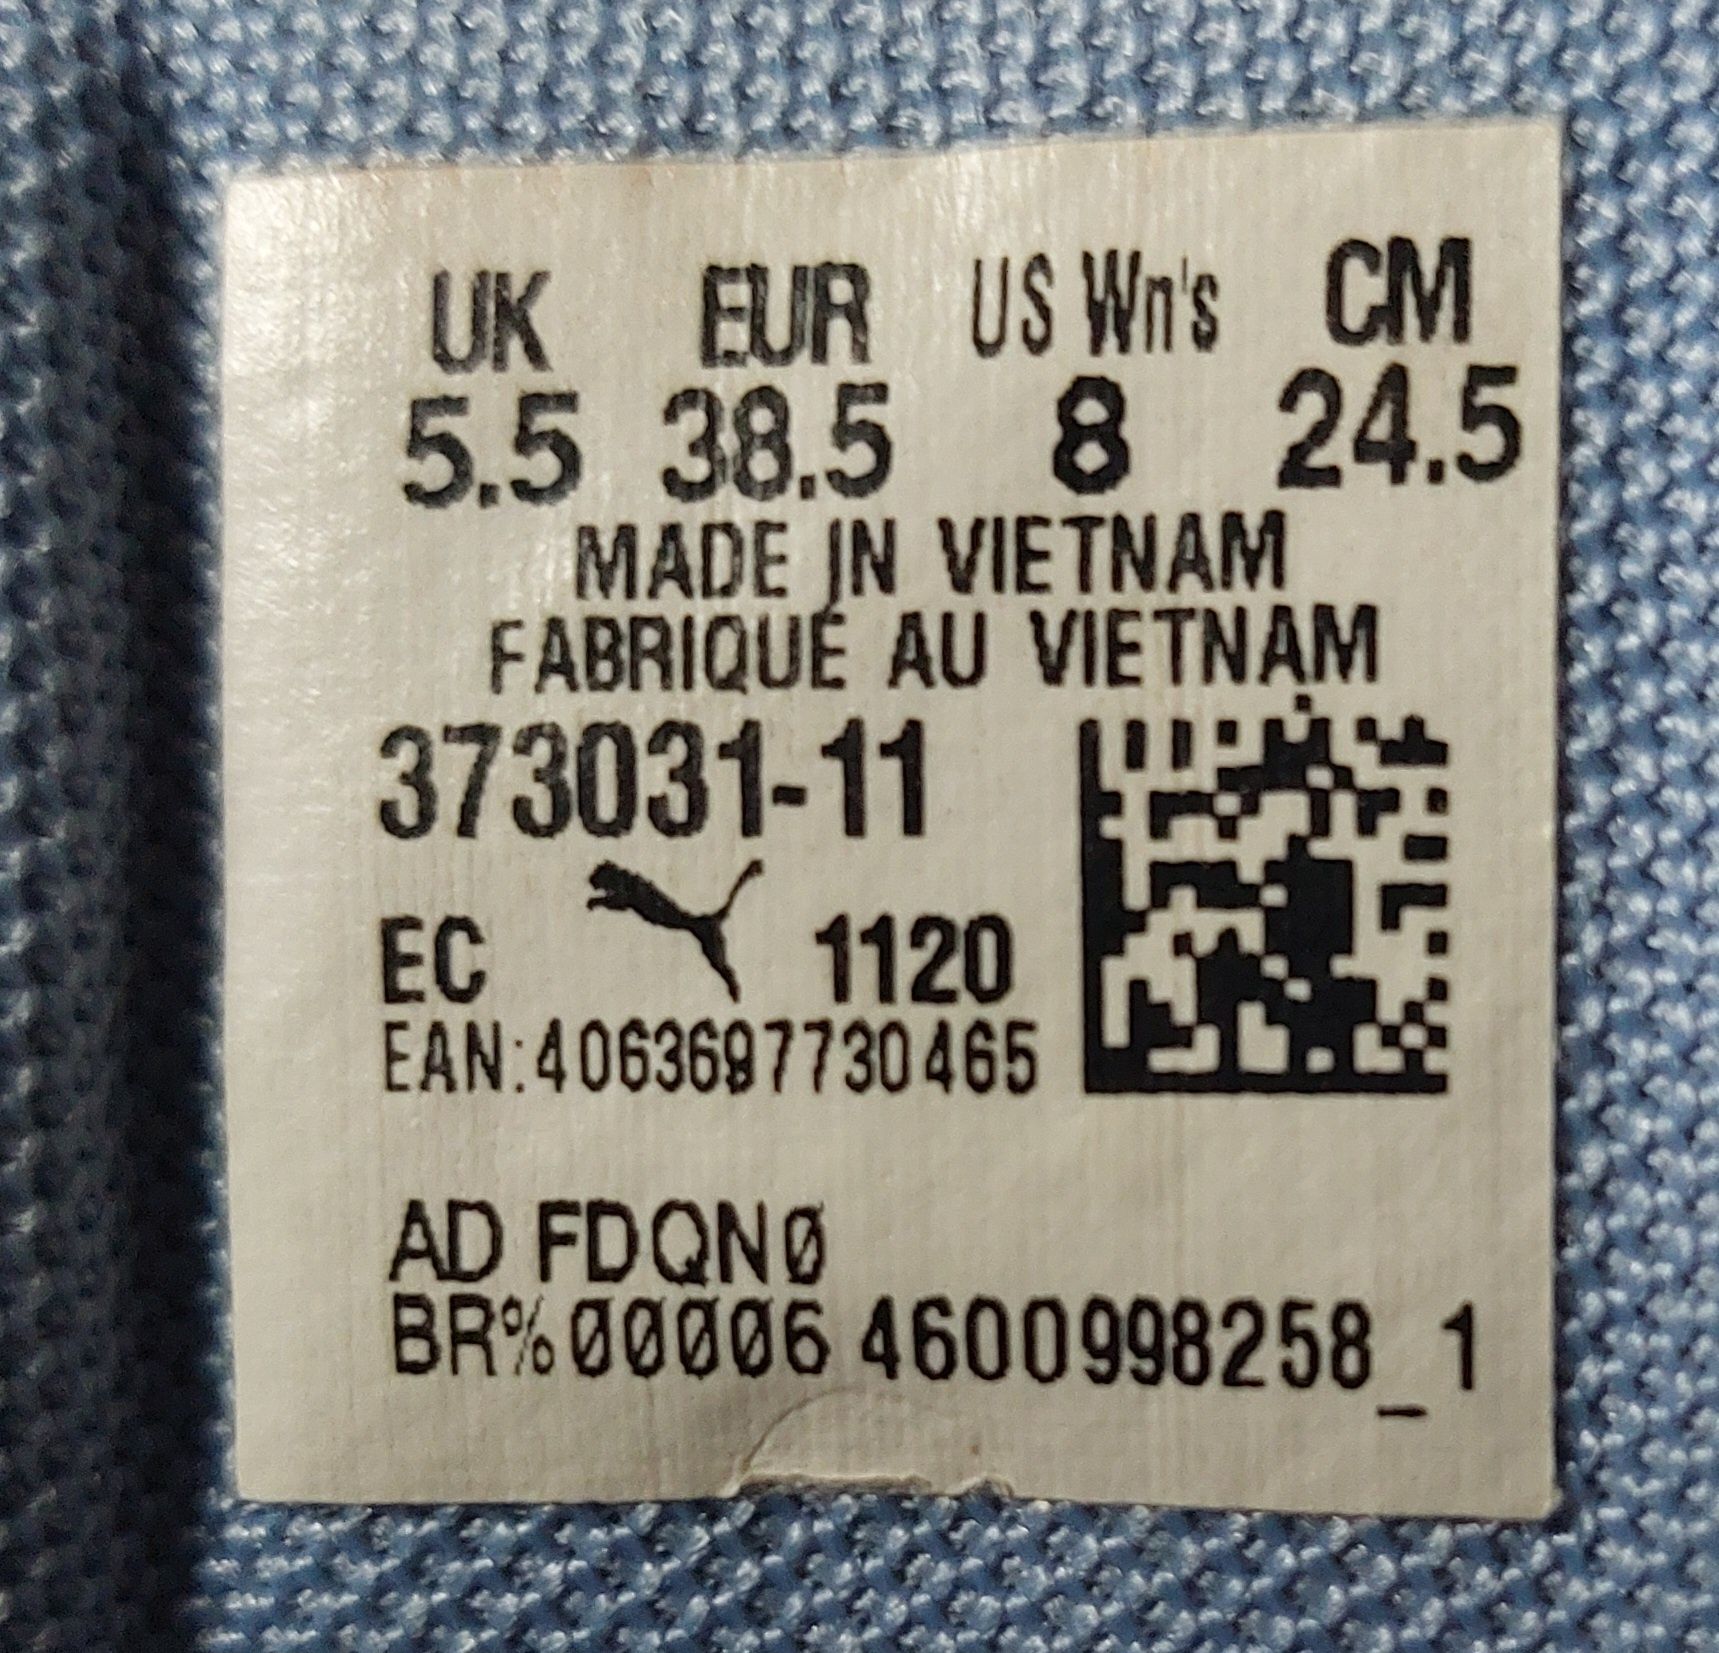 UK EUR US Wn's CM
5.5 38.5 8 24.5
MADE IN VIETNAM
FABRIQUÉ AU VIETNAM
373031-11
EC 1120
EAN:4063697730465
AD FDQN0
BR%00006 4600998258_1